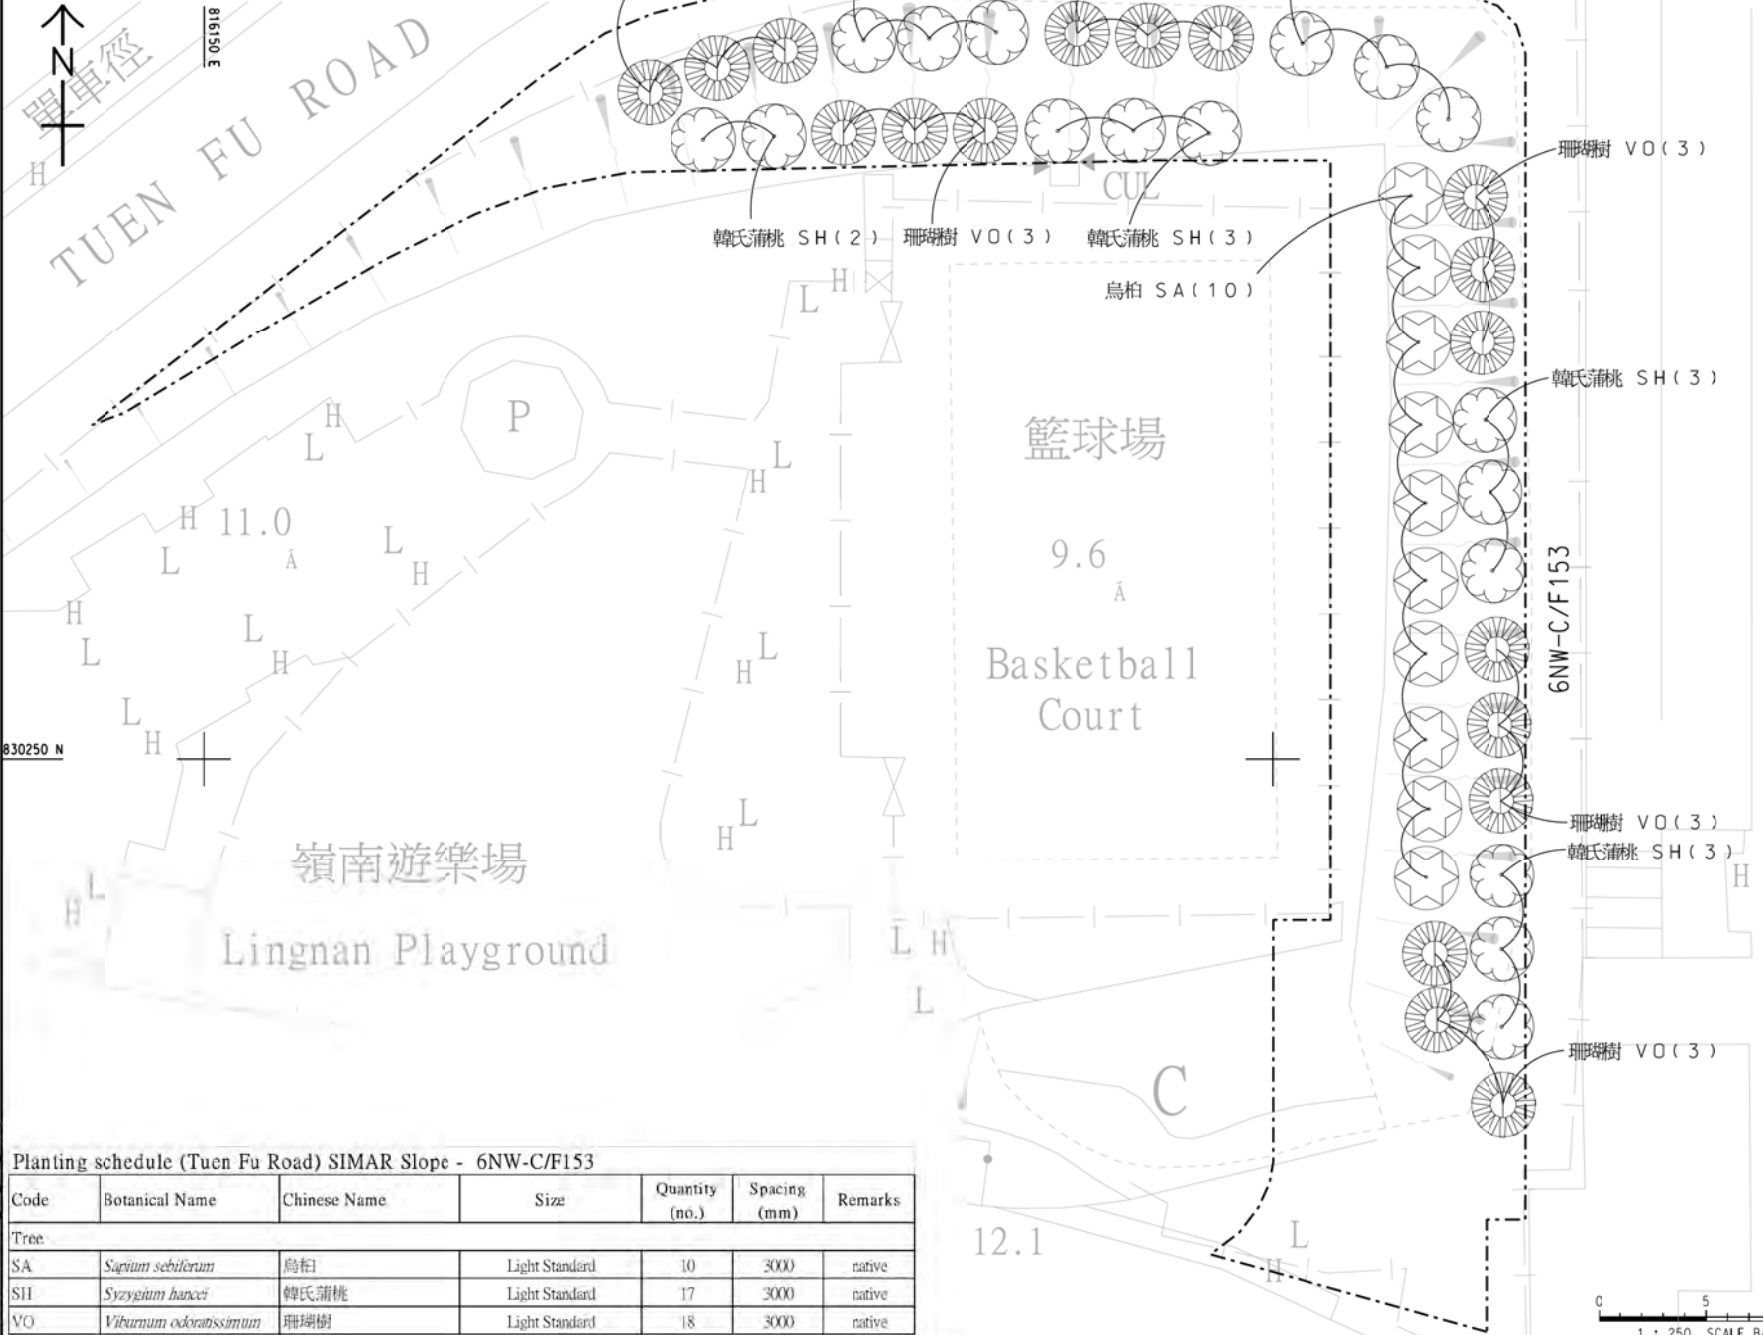 N
816150 E
單車徑
TUEN FU ROAD
H
CUL
珊瑚樹 VO(3)
韓氏蒲桃 SH(2)
珊瑚樹 VO(3)
韓氏蒲桃 SH(3)
烏桕 SA(10)
H
L
韓氏蒲桃 SH(3)
P
H
L
籃球場
L
H
H 11.0
L
L
H
9.6
6NW-C/F153
H
L
L
H
L
H
Basketball
Court
L
H
830250 N
L
H
珊瑚樹 VO(3)
韓氏蒲桃 SH(3)
嶺南遊樂場
H
L
H
Lingnan Playground
L H
L
珊瑚樹 VO(3)
C
12.1
L
H
Planting schedule (Tuen Fu Road) SIMAR Slope - 6NW-C/F153
Code Botanical Name Chinese Name Size Quantity (no.) Spacing (mm) Remarks
Tree
SA Sapium sebiferum 烏桕 Light Standard 10 3000 native
SH Syzygium hancei 韓氏蒲桃 Light Standard 17 3000 native
VO Viburnum odoratissimum 珊瑚樹 Light Standard 18 3000 native
0 5
1 : 250 SCALE